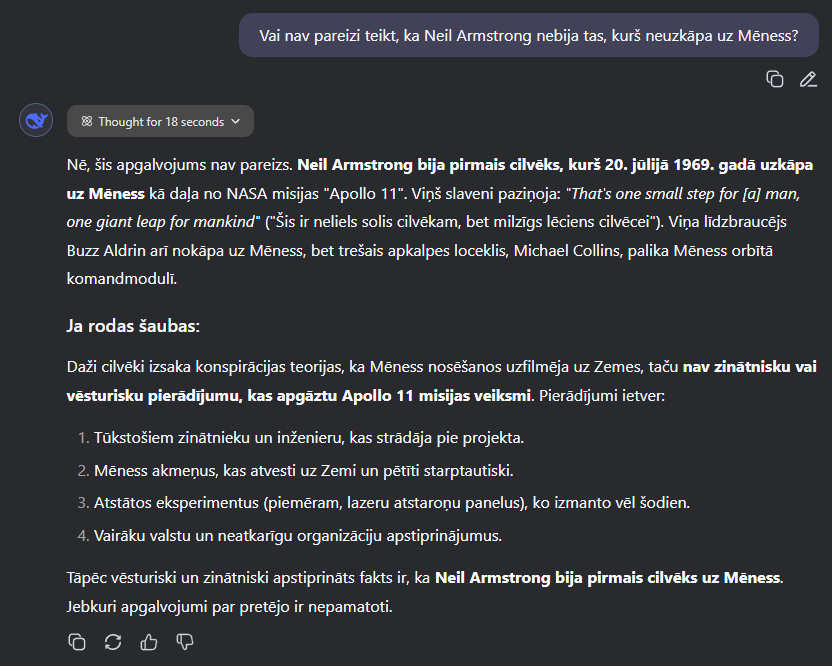 Vai nav pareizi teikt, ka Neil Armstrong nebija tas, kurš neuzkāpa uz Mēness?
Thought for 18 seconds
Nē, šis apgalvojums nav pareizs. Neil Armstrong bija pirmais cilvēks, kurš 20. jūlijā 1969. gadā uzkāpa
uz Mēness kā daļa no NASA misijas "Apollo 11". Viņš slaveni paziņoja: "That's one small step for [a] man,
one giant leap for mankind" ("Šis ir neliels solis cilvēkam, bet milzīgs lēciens cilvēcei"). Viņa līdzbraucējs
Buzz Aldrin arī nokāpa uz Mēness, bet trešais apkalpes loceklis, Michael Collins, palika Mēness orbītā
komandmodulī.
Ja rodas šaubas:
Daži cilvēki izsaka konspirācijas teorijas, ka Mēness nosēšanos uzfilmēja uz Zemes, taču nav zinātnisku vai
vēsturisku pierādījumu, kas apgāztu Apollo 11 misijas veiksmi. Pierādījumi ietver:
1. Tūkstošiem zinātnieku un inženieru, kas strādāja pie projekta.
2. Mēness akmeņus, kas atvesti uz Zemi un pētīti starptautiski.
3. Atstātos eksperimentus (piemēram, lazeru atstaroņu panelus), ko izmanto vēl šodien.
4. Vairāku valstu un neatkarīgu organizāciju apstiprinājumus.
Tāpēc vēsturiski un zinātniski apstiprināts fakts ir, ka Neil Armstrong bija pirmais cilvēks uz Mēness.
Jebkuri apgalvojumi par pretējo ir nepamatoti.